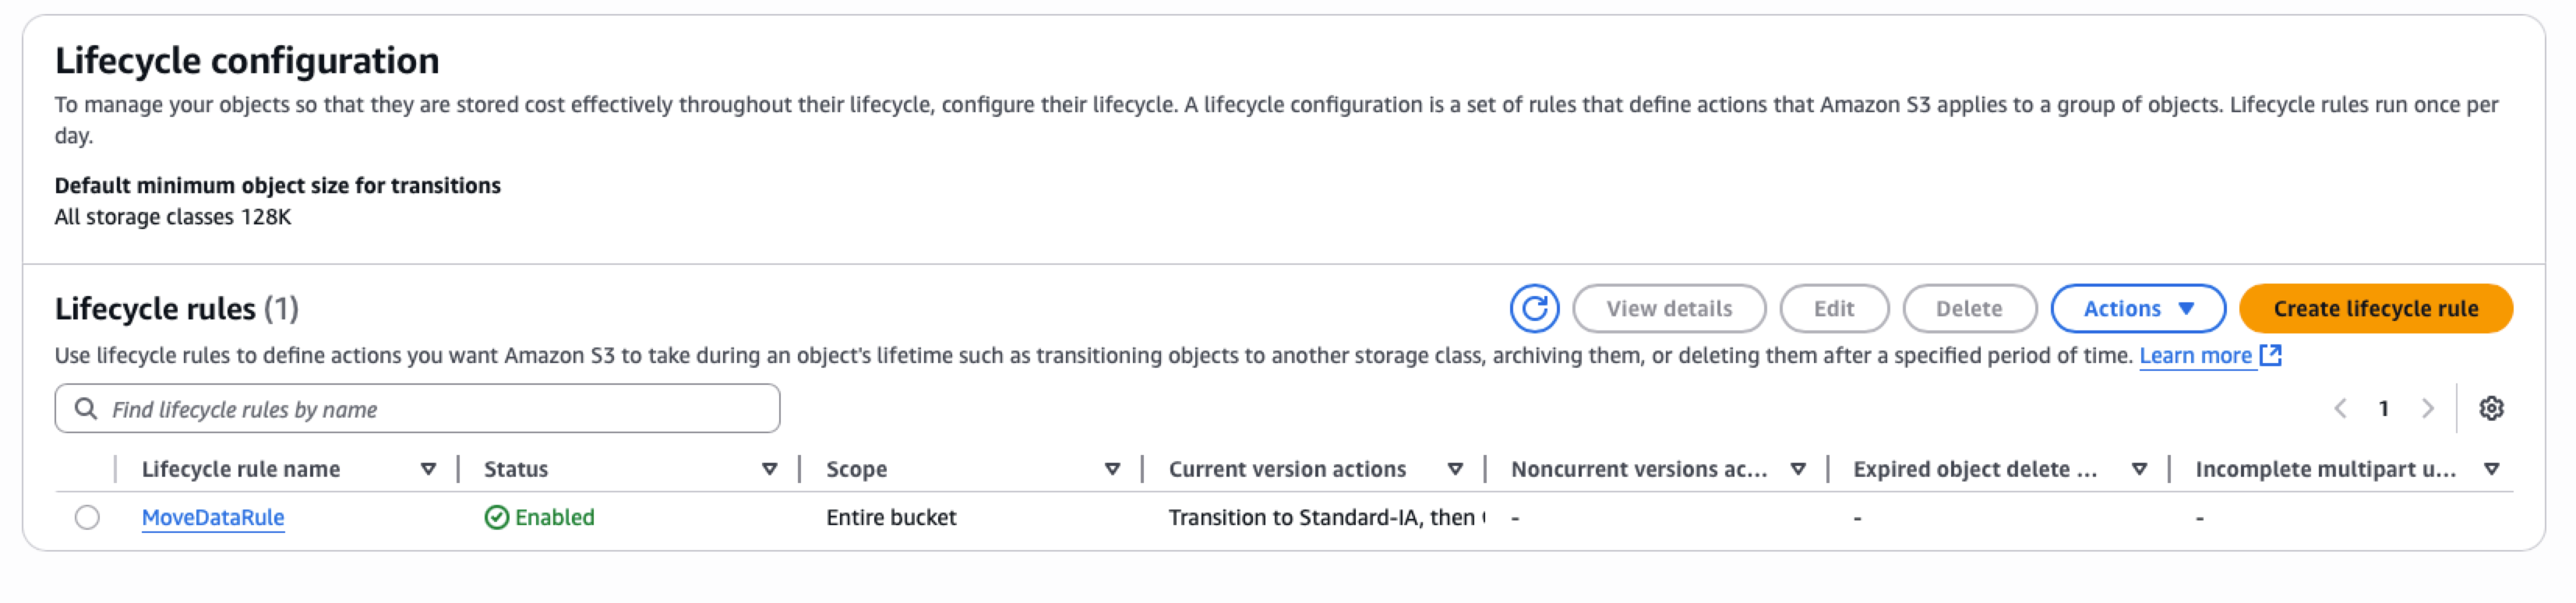 Lifecycle configuration
To manage your objects so that they are stored cost effectively throughout their lifecycle, configure their lifecycle. A lifecycle configuration is a set of rules that define actions that Amazon S3 applies to a group of objects. Lifecycle rules run once per
day.
Default minimum object size for transitions
All storage classes 128K
Lifecycle rules (1)
View details
Edit
Delete
Actions
Create lifecycle rule
Use lifecycle rules to define actions you want Amazon S3 to take during an object's lifetime such as transitioning objects to another storage class, archiving them, or deleting them after a specified period of time. Learn more
Find lifecycle rules by name
1
Lifecycle rule name Status Scope Current version actions Noncurrent versions ac... Expired object delete ... Incomplete multipart u...
MoveDataRule Enabled Entire bucket Transition to Standard-IA, then - - -